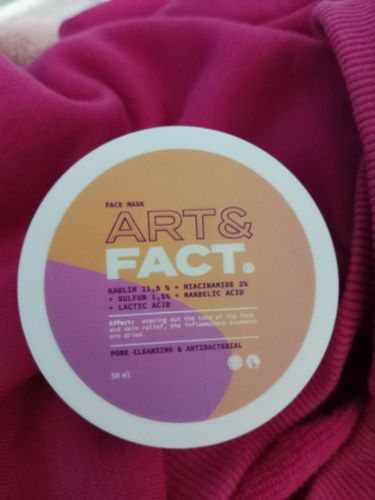 FACE MASK
ART&
FACT.
KAOLIN 11,5 % + NIACINAMIDE 2%
+ SULFUR 1,5% + MANDELIC ACID
+ LACTIC ACID
Effect: evening out the tone of the face
and skin relief, the inflammatory elements
are dried.
PORE CLEANSING & ANTIBACTERIAL
50 ml